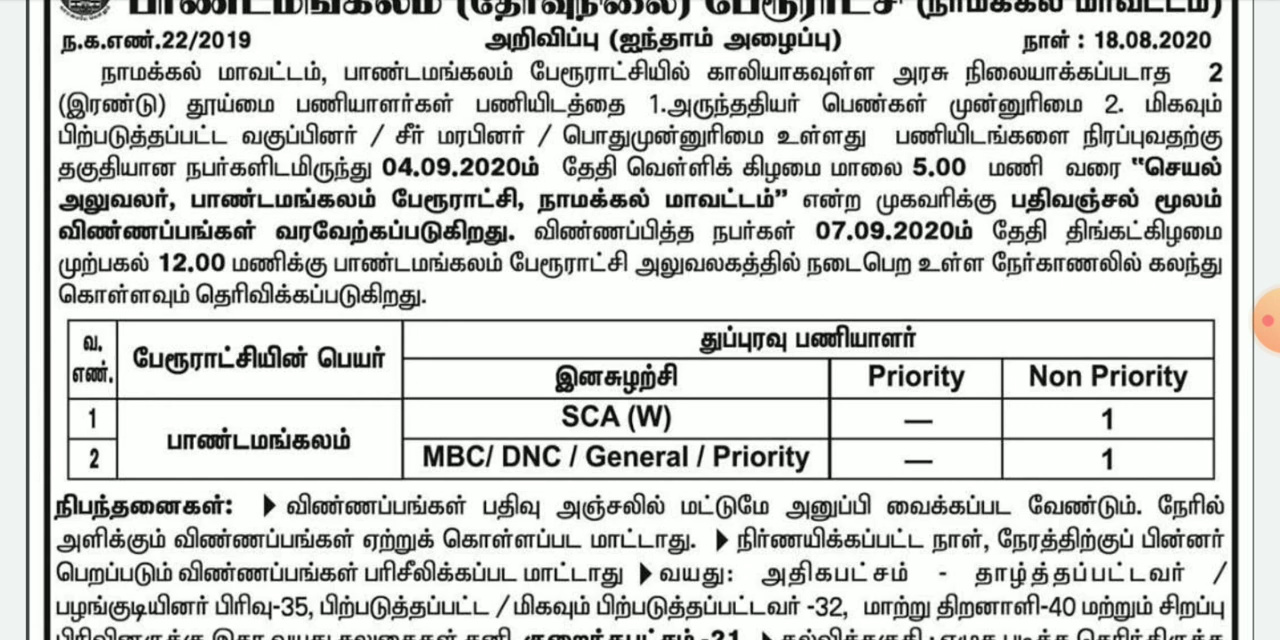 பாண்டமங்கலம் (தேர்வுநிலை) பேரூராட்சி (நாமக்கல் மாவட்டம்)
ந.க.எண்.22/2019 அறிவிப்பு (ஐந்தாம் அழைப்பு) நாள் : 18.08.2020
நாமக்கல் மாவட்டம், பாண்டமங்கலம் பேரூராட்சியில் காலியாகவுள்ள அரசு நிலையாக்கப்படாத 2
(இரண்டு) தூய்மை பணியாளர்கள் பணியிடத்தை 1.அருந்ததியர் பெண்கள் முன்னுரிமை 2. மிகவும்
பிற்படுத்தப்பட்ட வகுப்பினர் / சீர் மரபினர் / பொதுமுன்னுரிமை உள்ளது பணியிடங்களை நிரப்புவதற்கு
தகுதியான நபர்களிடமிருந்து 04.09.2020ம் தேதி வெள்ளிக் கிழமை மாலை 5.00 மணி வரை "செயல்
அலுவலர், பாண்டமங்கலம் பேரூராட்சி, நாமக்கல் மாவட்டம்" என்ற முகவரிக்கு பதிவஞ்சல் மூலம்
விண்ணப்பங்கள் வரவேற்கப்படுகிறது. விண்ணப்பித்த நபர்கள் 07.09.2020ம் தேதி திங்கட்கிழமை
முற்பகல் 12.00 மணிக்கு பாண்டமங்கலம் பேரூராட்சி அலுவலகத்தில் நடைபெற உள்ள நேர்காணலில் கலந்து
கொள்ளவும் தெரிவிக்கப்படுகிறது.
வ. எண். பேரூராட்சியின் பெயர் துப்புரவு பணியாளர்
இனசுழற்சி Priority Non Priority
1 பாண்டமங்கலம் SCA (W) — 1
2 MBC/ DNC / General / Priority — 1
நிபந்தனைகள்: விண்ணப்பங்கள் பதிவு அஞ்சலில் மட்டுமே அனுப்பி வைக்கப்பட வேண்டும். நேரில்
அளிக்கும் விண்ணப்பங்கள் ஏற்றுக் கொள்ளப்பட மாட்டாது. நிர்ணயிக்கப்பட்ட நாள், நேரத்திற்குப் பின்னர்
பெறப்படும் விண்ணப்பங்கள் பரிசீலிக்கப்பட மாட்டாது வயது: அதிகபட்சம் - தாழ்த்தப்பட்டவர் /
பழங்குடியினர் பிரிவு-35, பிற்படுத்தப்பட்ட / மிகவும் பிற்படுத்தப்பட்டவர் -32, மாற்று திறனாளி-40 மற்றும் சிறப்பு